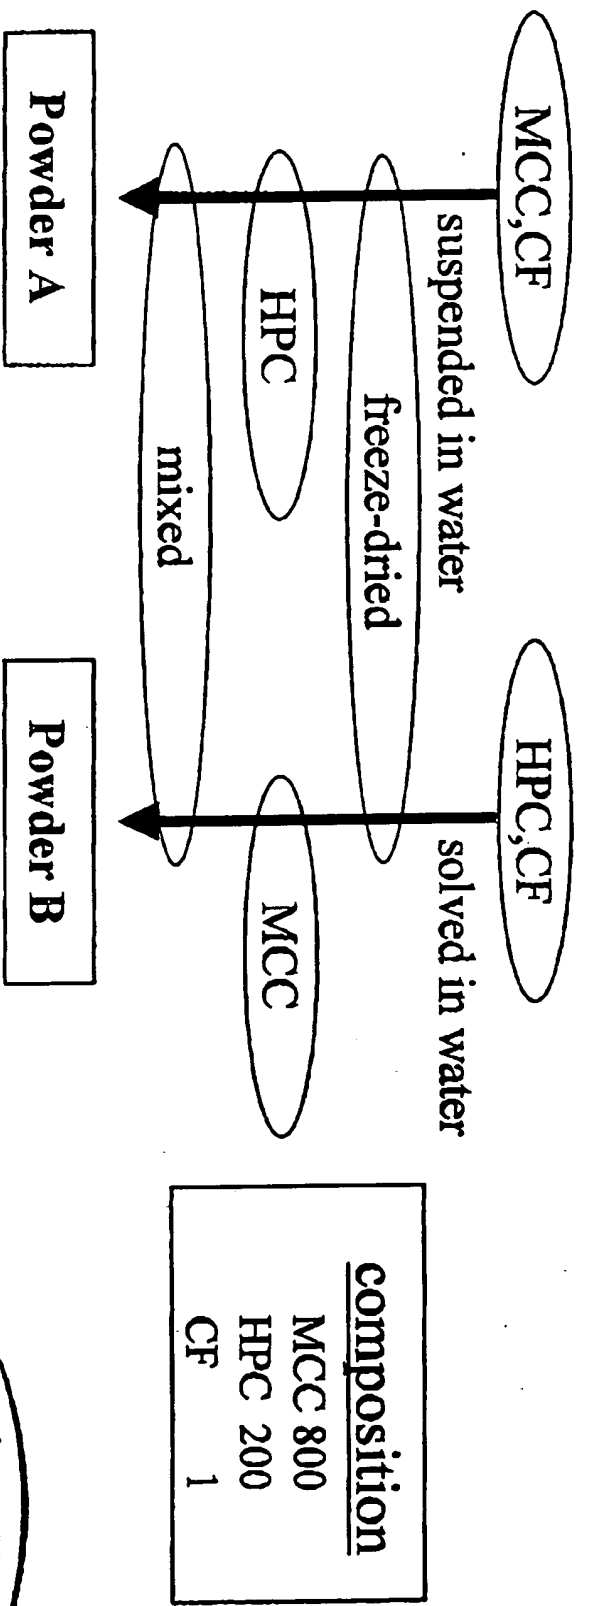 MCC,CF
HPC,CF
suspended in water
solved in water
freeze-dried
HPC
MCC
mixed
Powder A
Powder B
composition
MCC 800
HPC 200
CF 1